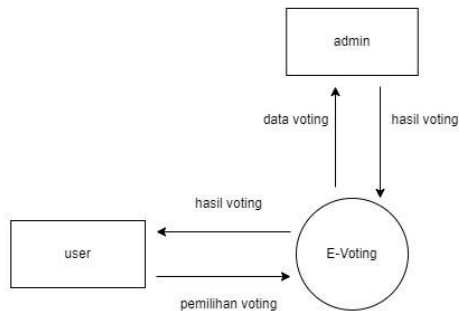 admin
data voting
hasil voting
hasil voting
user
E-Voting
pemilihan voting